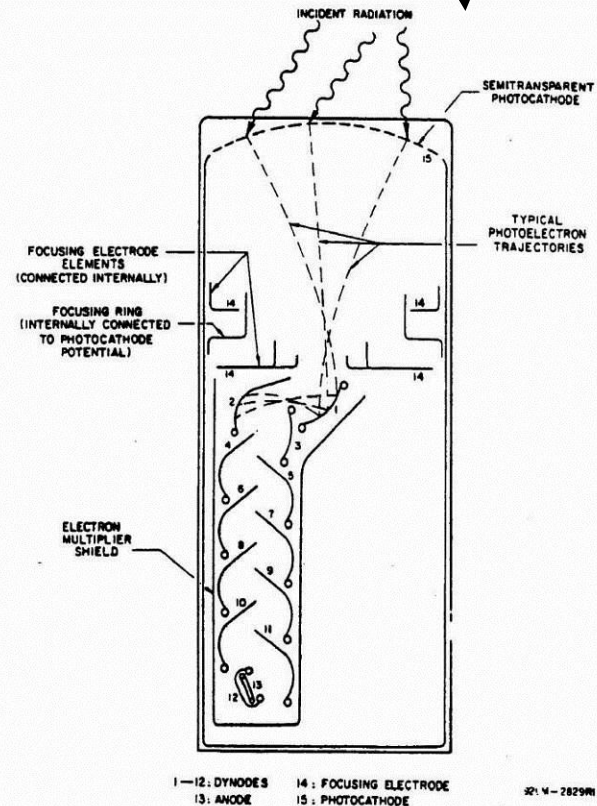 INCIDENT RADIATION
SEMITRANSPARENT
PHOTOCATHODE
15
TYPICAL
PHOTOELECTRON
TRAJECTORIES
FOCUSING ELECTRODE
ELEMENTS
(CONNECTED INTERNALLY)
14
14
FOCUSING RING
(INTERNALLY CONNECTED
TO PHOTOCATHODE
POTENTIAL)
14
14
2
1
3
4
5
6
7
ELECTRON
MULTIPLIER
SHIELD
8
9
10
11
12
13
1—12: DYNODES
14: FOCUSING ELECTRODE
13: ANODE
15: PHOTOCATHODE